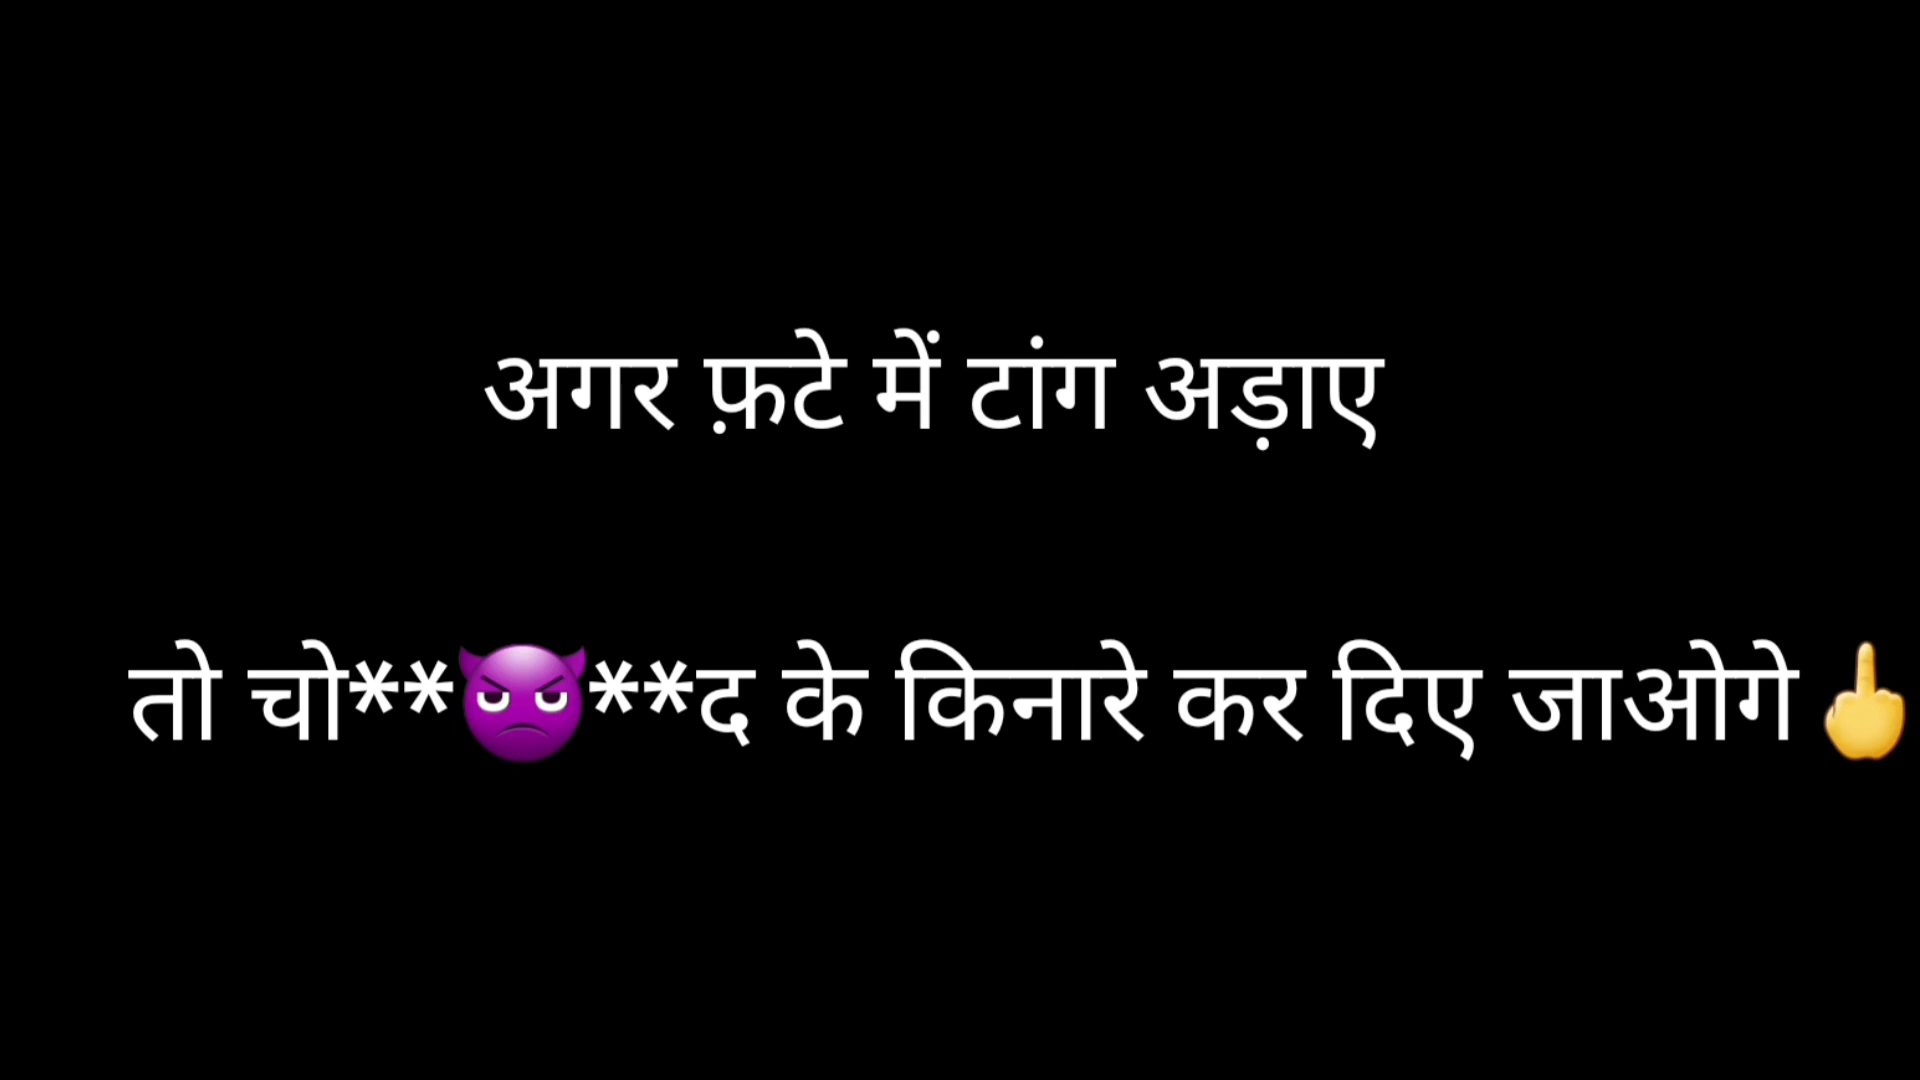 अगर फ़टे में टांग अड़ाए
तो चो**👿**द के किनारे कर दिए जाओगे🖕